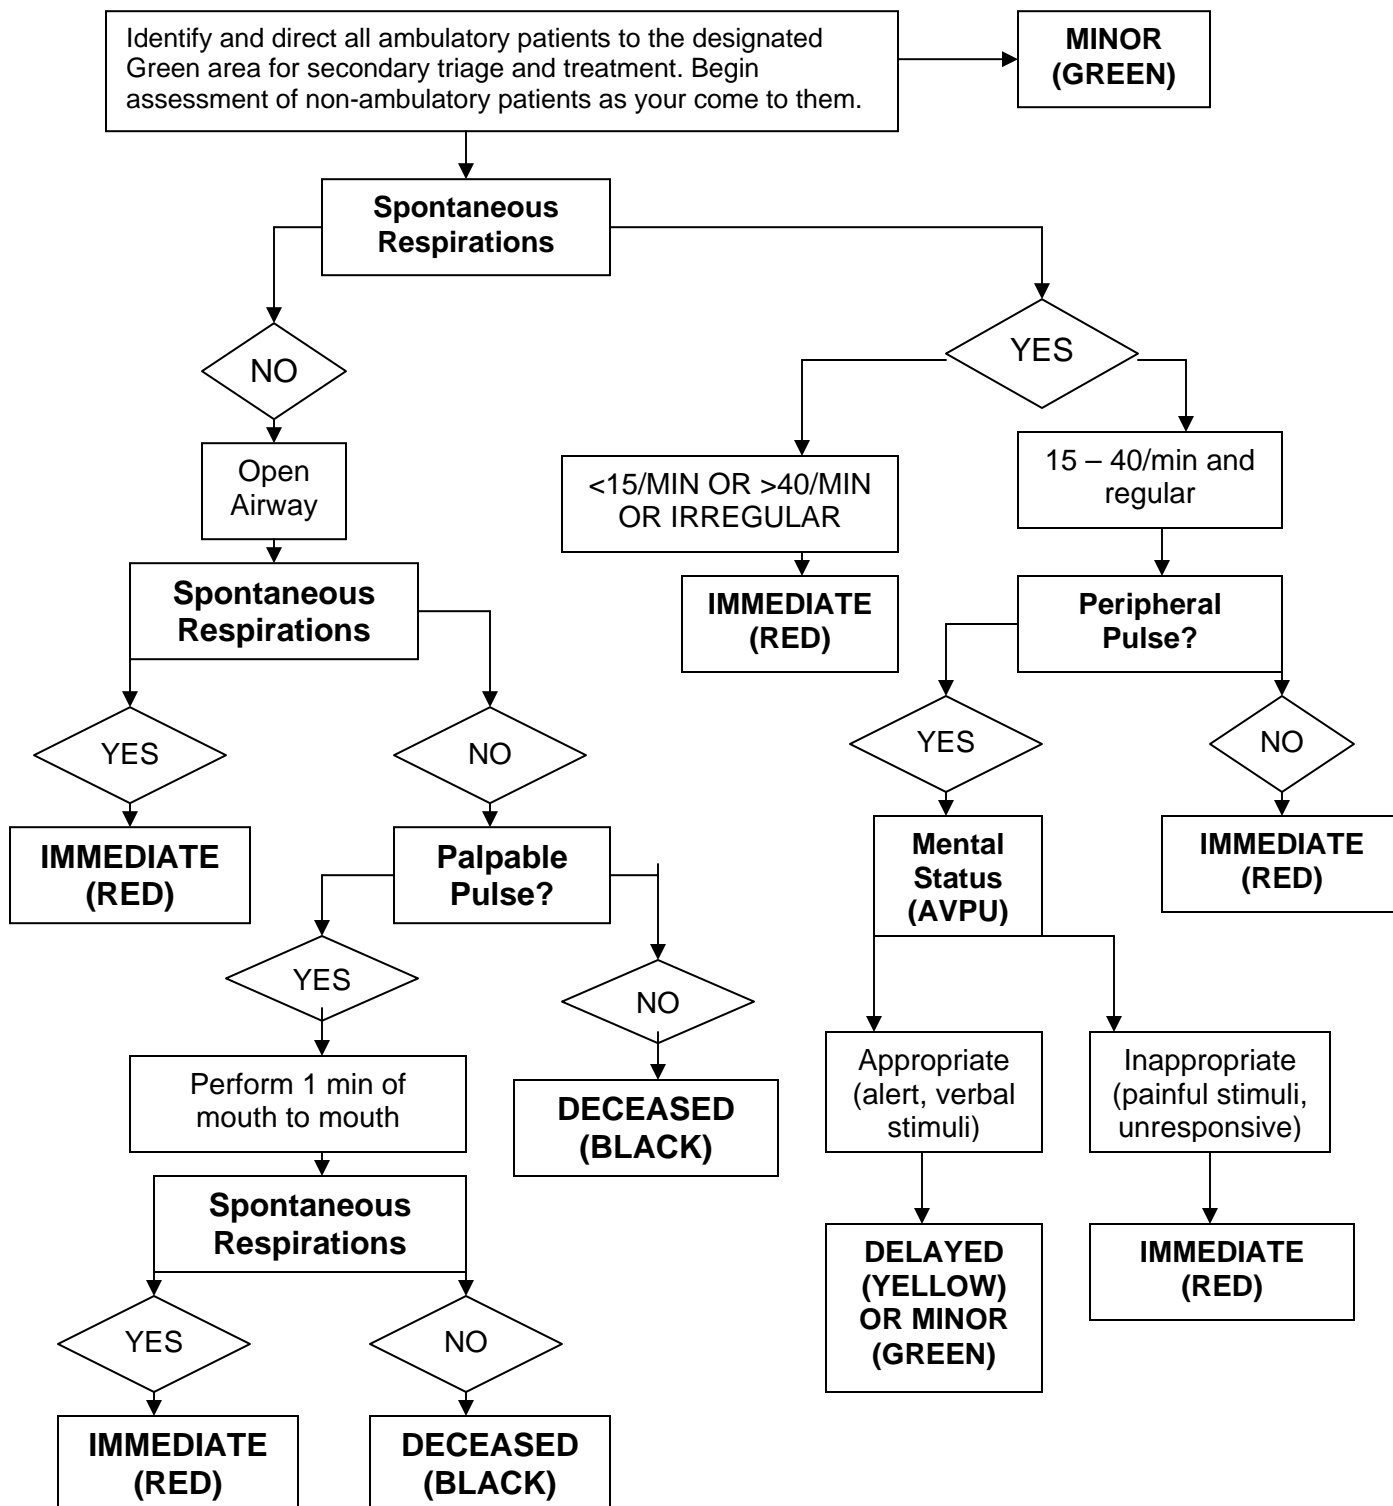 Identify and direct all ambulatory patients to the designated
Green area for secondary triage and treatment. Begin
assessment of non-ambulatory patients as your come to them.
MINOR
(GREEN)
Spontaneous
Respirations
NO
YES
Open
Airway
<15/MIN OR >40/MIN
OR IRREGULAR
15 – 40/min and
regular
Spontaneous
Respirations
IMMEDIATE
(RED)
Peripheral
Pulse?
YES
NO
YES
NO
IMMEDIATE
(RED)
Palpable
Pulse?
Mental
Status
(AVPU)
IMMEDIATE
(RED)
YES
NO
Perform 1 min of
mouth to mouth
DECEASED
(BLACK)
Appropriate
(alert, verbal
stimuli)
Inappropriate
(painful stimuli,
unresponsive)
Spontaneous
Respirations
DELAYED
(YELLOW)
OR MINOR
(GREEN)
IMMEDIATE
(RED)
YES
NO
IMMEDIATE
(RED)
DECEASED
(BLACK)